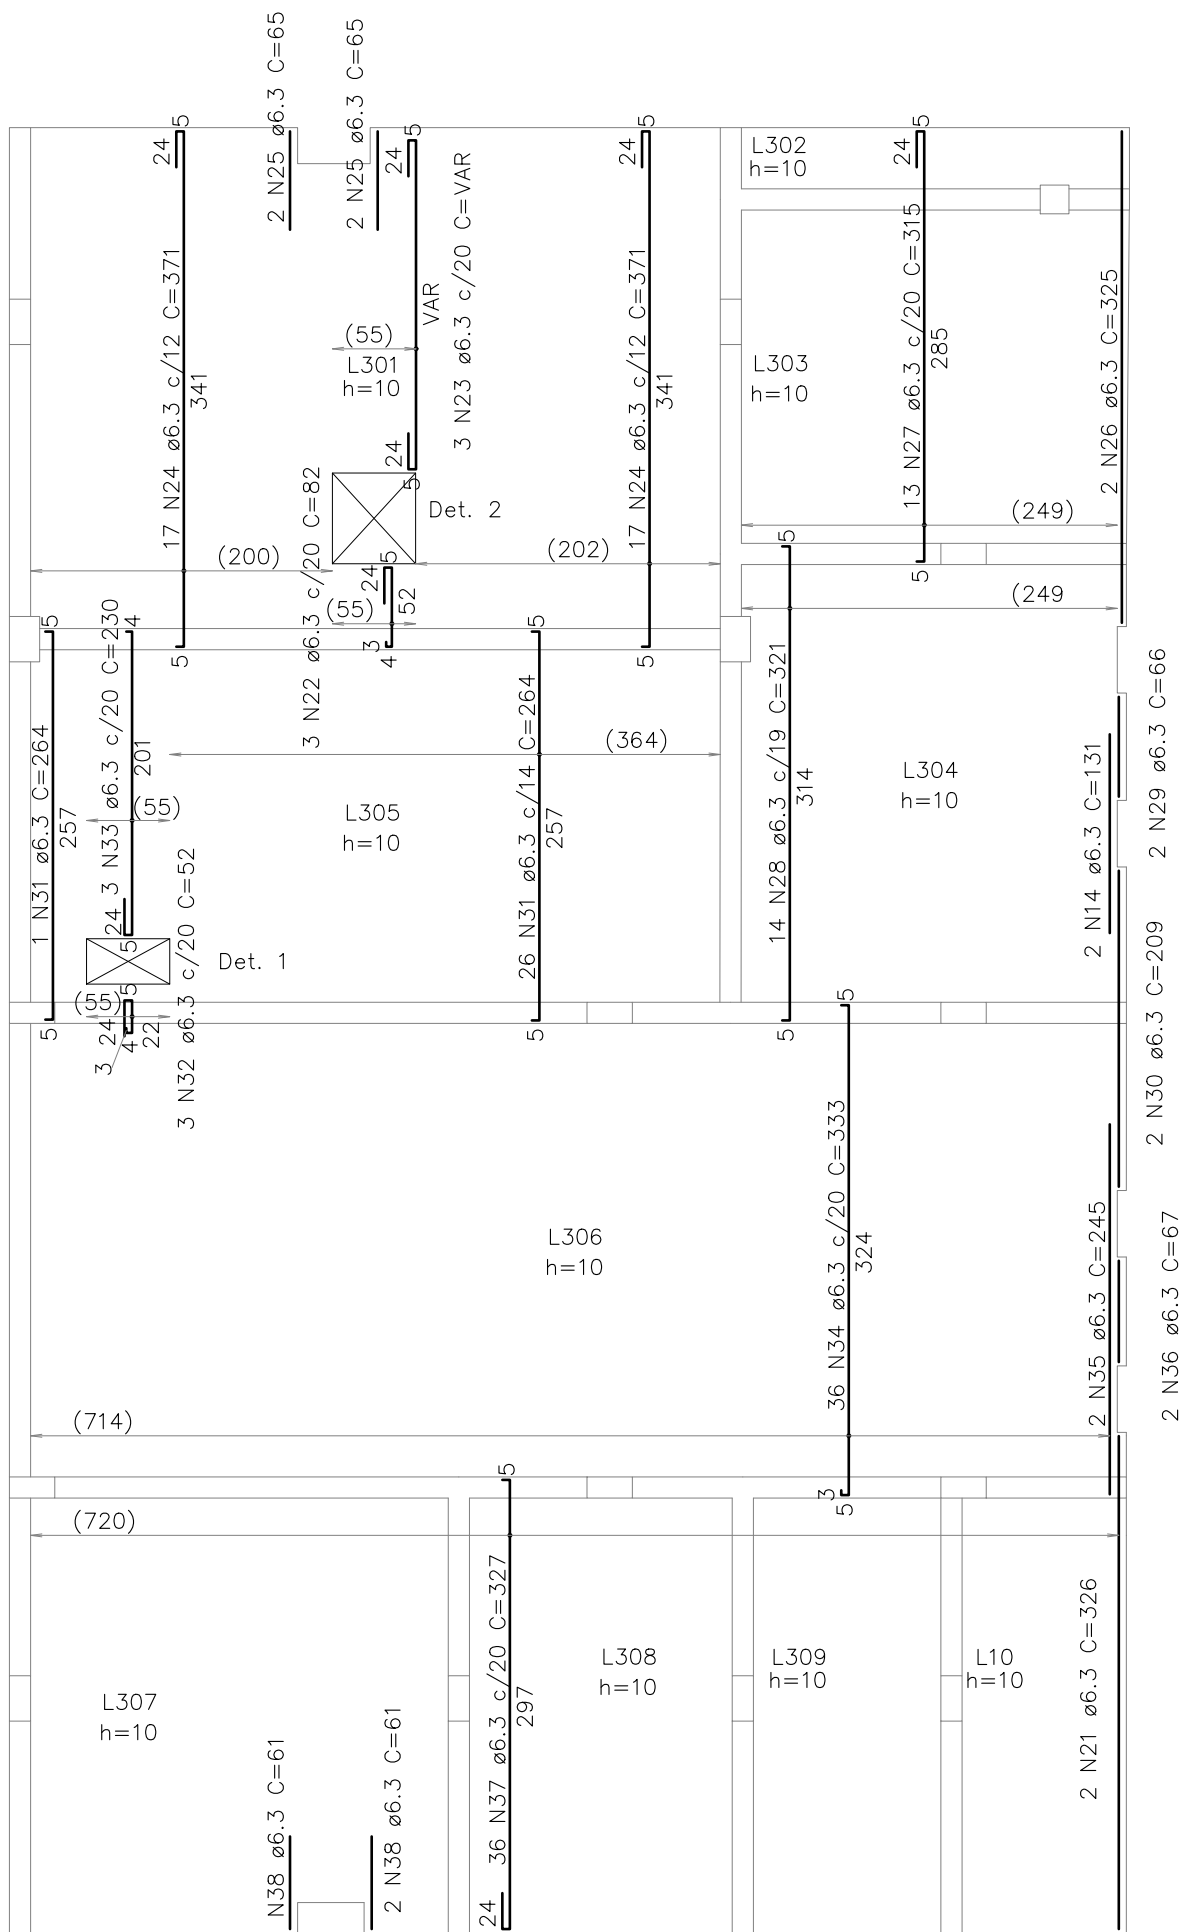 2 N25 ø6.3 C=65
2 N25 ø6.3 C=65
5
24
5
24
5
24
5
24
L302
h=10
17 N24 ø6.3 c/12 C=371
341
VAR
3 N23 ø6.3 c/20 C=VAR
(55)
L301
h=10
17 N24 ø6.3 c/12 C=371
341
L303
h=10
13 N27 ø6.3 c/20 C=315
285
2 N26 ø6.3 C=325
24
5
Det. 2
3 N22 ø6.3 c/20 C=82
(200)
(202)
(249)
5
24
52
(55)
3
4
5
5
5
5
(249
5
4
5
1 N31 ø6.3 C=264
257
3 N33 ø6.3 c/20 C=230
201
(55)
24
5
(364)
L305
h=10
26 N31 ø6.3 c/14 C=264
257
14 N28 ø6.3 c/19 C=321
314
L304
h=10
2 N14 ø6.3 C=131
2 N29 ø6.3 C=66
Det. 1
3 N32 ø6.3 c/20 C=52
(55)
5
24
4
22
3
5
5
5
5
2 N30 ø6.3 C=209
L306
h=10
36 N34 ø6.3 c/20 C=333
324
2 N35 ø6.3 C=245
2 N36 ø6.3 C=67
(714)
5
3
5
(720)
36 N37 ø6.3 c/20 C=327
297
24
L307
h=10
L308
h=10
L309
h=10
L10
h=10
2 N21 ø6.3 C=326
N38 ø6.3 C=61
2 N38 ø6.3 C=61